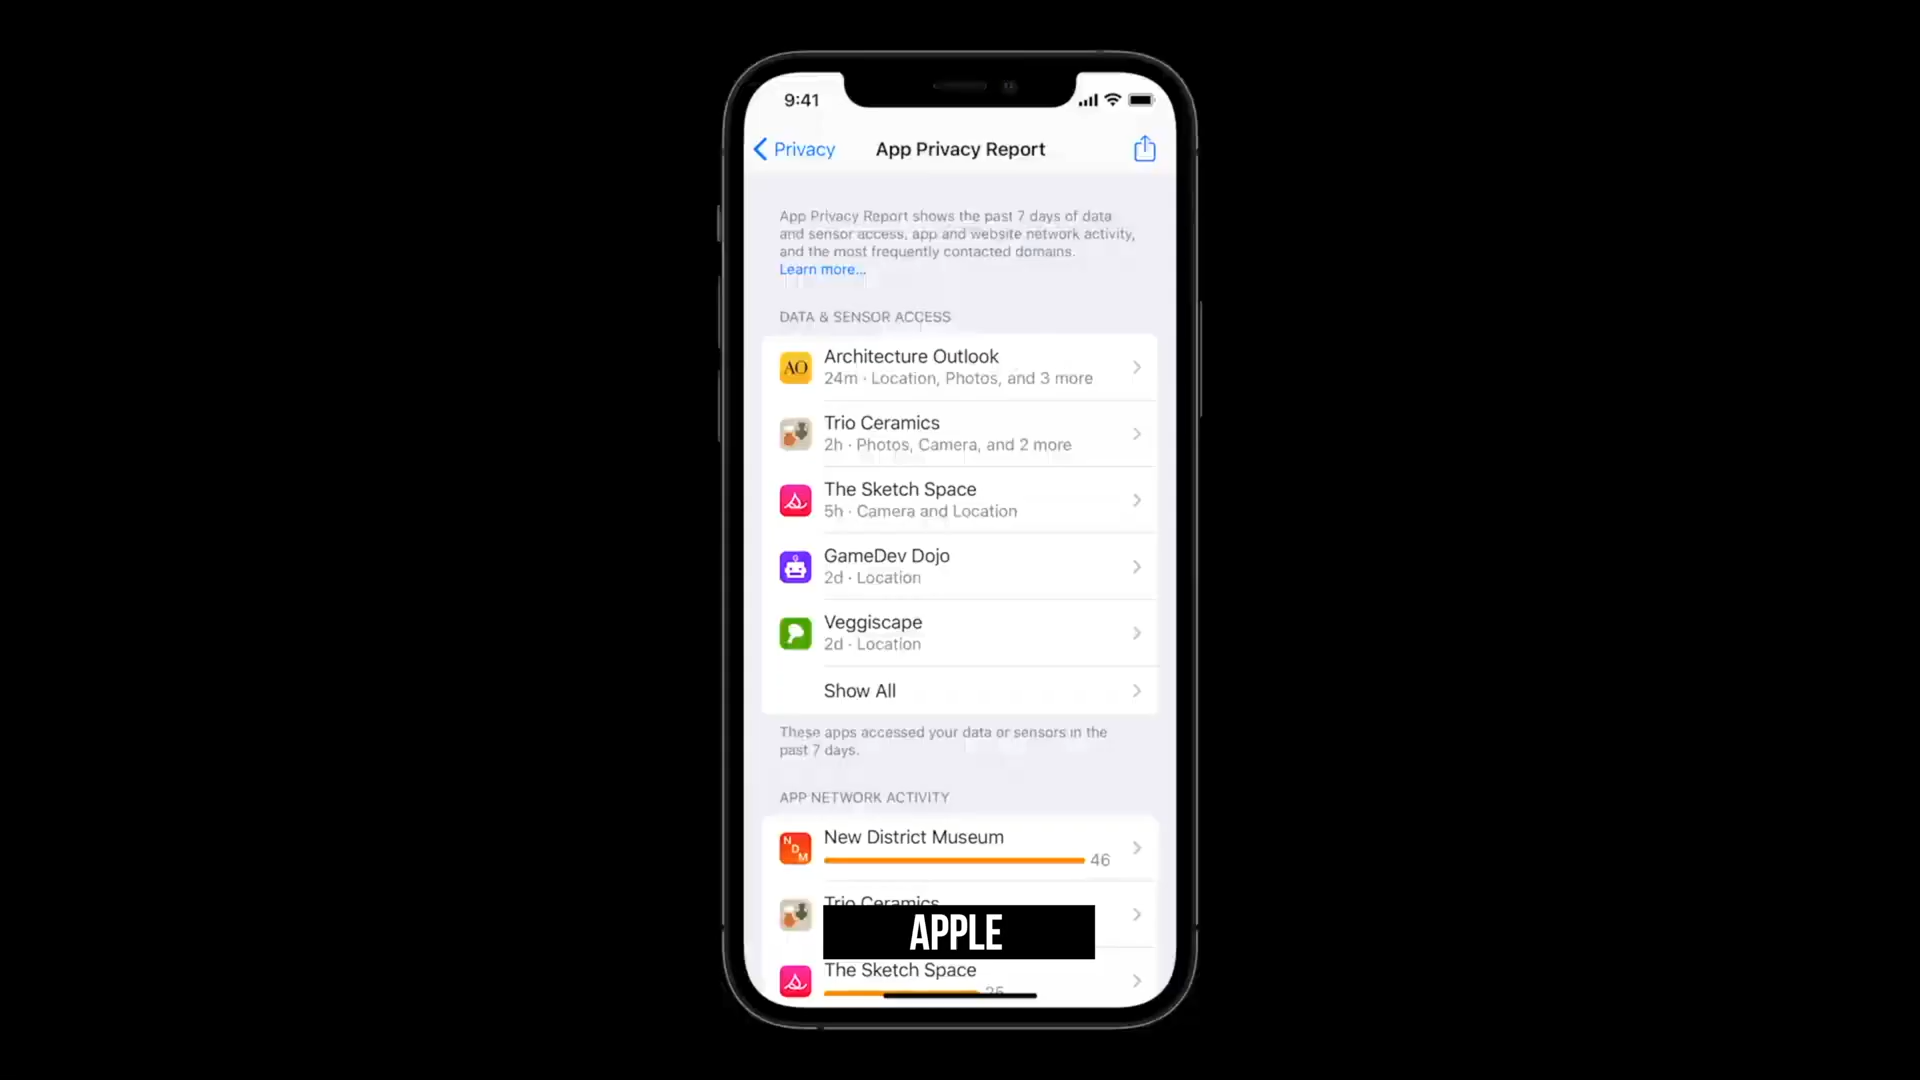 9:41
Privacy
App Privacy Report
App Privacy Report shows the past 7 days of data
and sensor access, app and website network activity,
and the most frequently contacted domains.
Learn more...
DATA & SENSOR ACCESS
AO
Architecture Outlook
24m · Location, Photos, and 3 more
Trio Ceramics
2h · Photos, Camera, and 2 more
The Sketch Space
5h · Camera and Location
GameDev Dojo
2d · Location
Veggiscape
2d · Location
Show All
These apps accessed your data or sensors in the
past 7 days.
APP NETWORK ACTIVITY
NDM
New District Museum
46
Trio Ceramics
APPLE
The Sketch Space
25